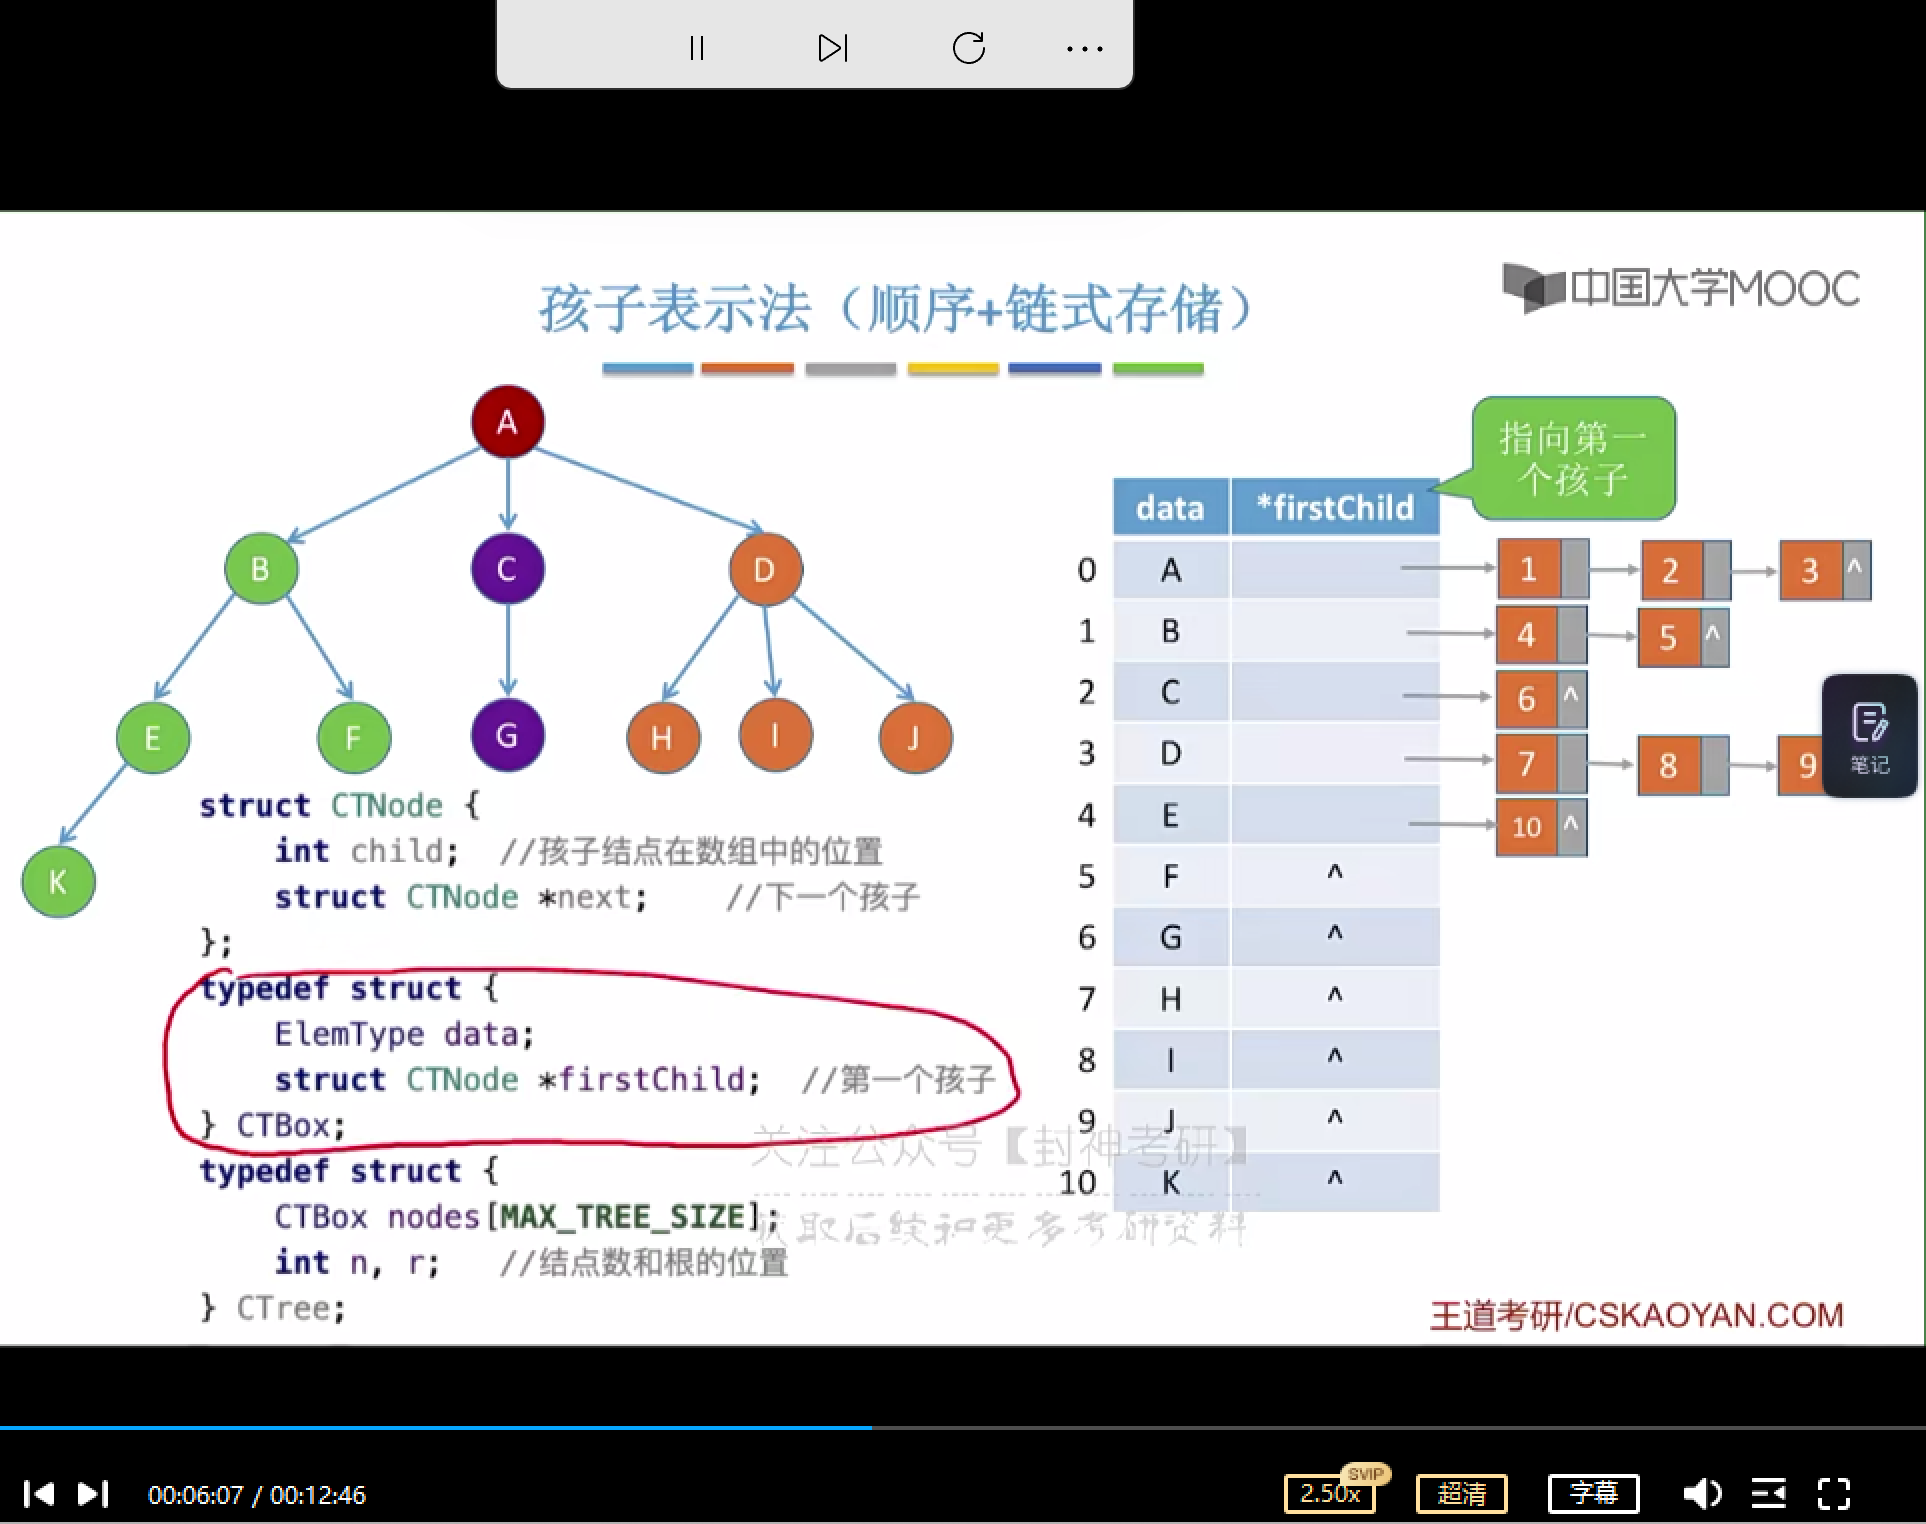 孩子表示法（顺序+链式存储）
中国大学MOOC
A
B
C
D
E
F
G
H
I
J
K
struct CTNode {
int child; //孩子结点在数组中的位置
struct CTNode *next; //下一个孩子
};
typedef struct {
ElemType data;
struct CTNode *firstChild; //第一个孩子
} CTBox;
typedef struct {
CTBox nodes[MAX_TREE_SIZE];
int n, r; //结点数和根的位置
} CTree;
指向第一
个孩子
data *firstChild
0 A 1 2 3 ^
1 B 4 5 ^
2 C 6 ^
3 D 7 8 9
4 E 10 ^
5 F ^
6 G ^
7 H ^
8 I ^
9 J ^
10 K ^
笔记
关注公众号【封神考研】
获取后续和更多考研资料
王道考研/CSKAOYAN.COM
00:06:07 / 00:12:46
SVIP
2.50x
超清
字幕